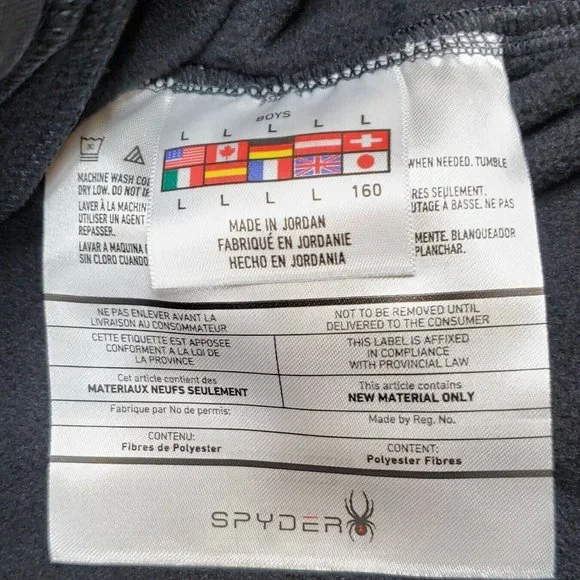 BOYS
L L L L L
L L L L 160
MADE IN JORDAN
FABRIQUÉ EN JORDANIE
HECHO EN JORDANIA
MACHINE WASH
DRY LOW. DO NOT
LAVER À LA
UTILISER UN AGENT
REPASSER.
LAVAR A MAQUINA
SIN CLORO CUANDO
WHEN NEEDED. TUMBLE
SEULEMENT.
A BASSE. NE PAS
BLANQUEADOR
PLANCHAR.
NE PAS ENLEVER AVANT LA
LIVRAISON AU CONSOMMATEUR
NOT TO BE REMOVED UNTIL
DELIVERED TO THE CONSUMER
CETTE ETIQUETTE EST APPOSEE
CONFORMENT A LA LOI DE
LA PROVINCE
THIS LABEL IS AFFIXED
IN COMPLIANCE
WITH PROVINCIAL LAW
Cet article contient des
MATERIAUX NEUFS SEULEMENT
This article contains
NEW MATERIAL ONLY
Fabrique par No de permis:
Made by Reg. No.
CONTENU:
Fibres de Polyester
CONTENT:
Polyester Fibres
SPYDER